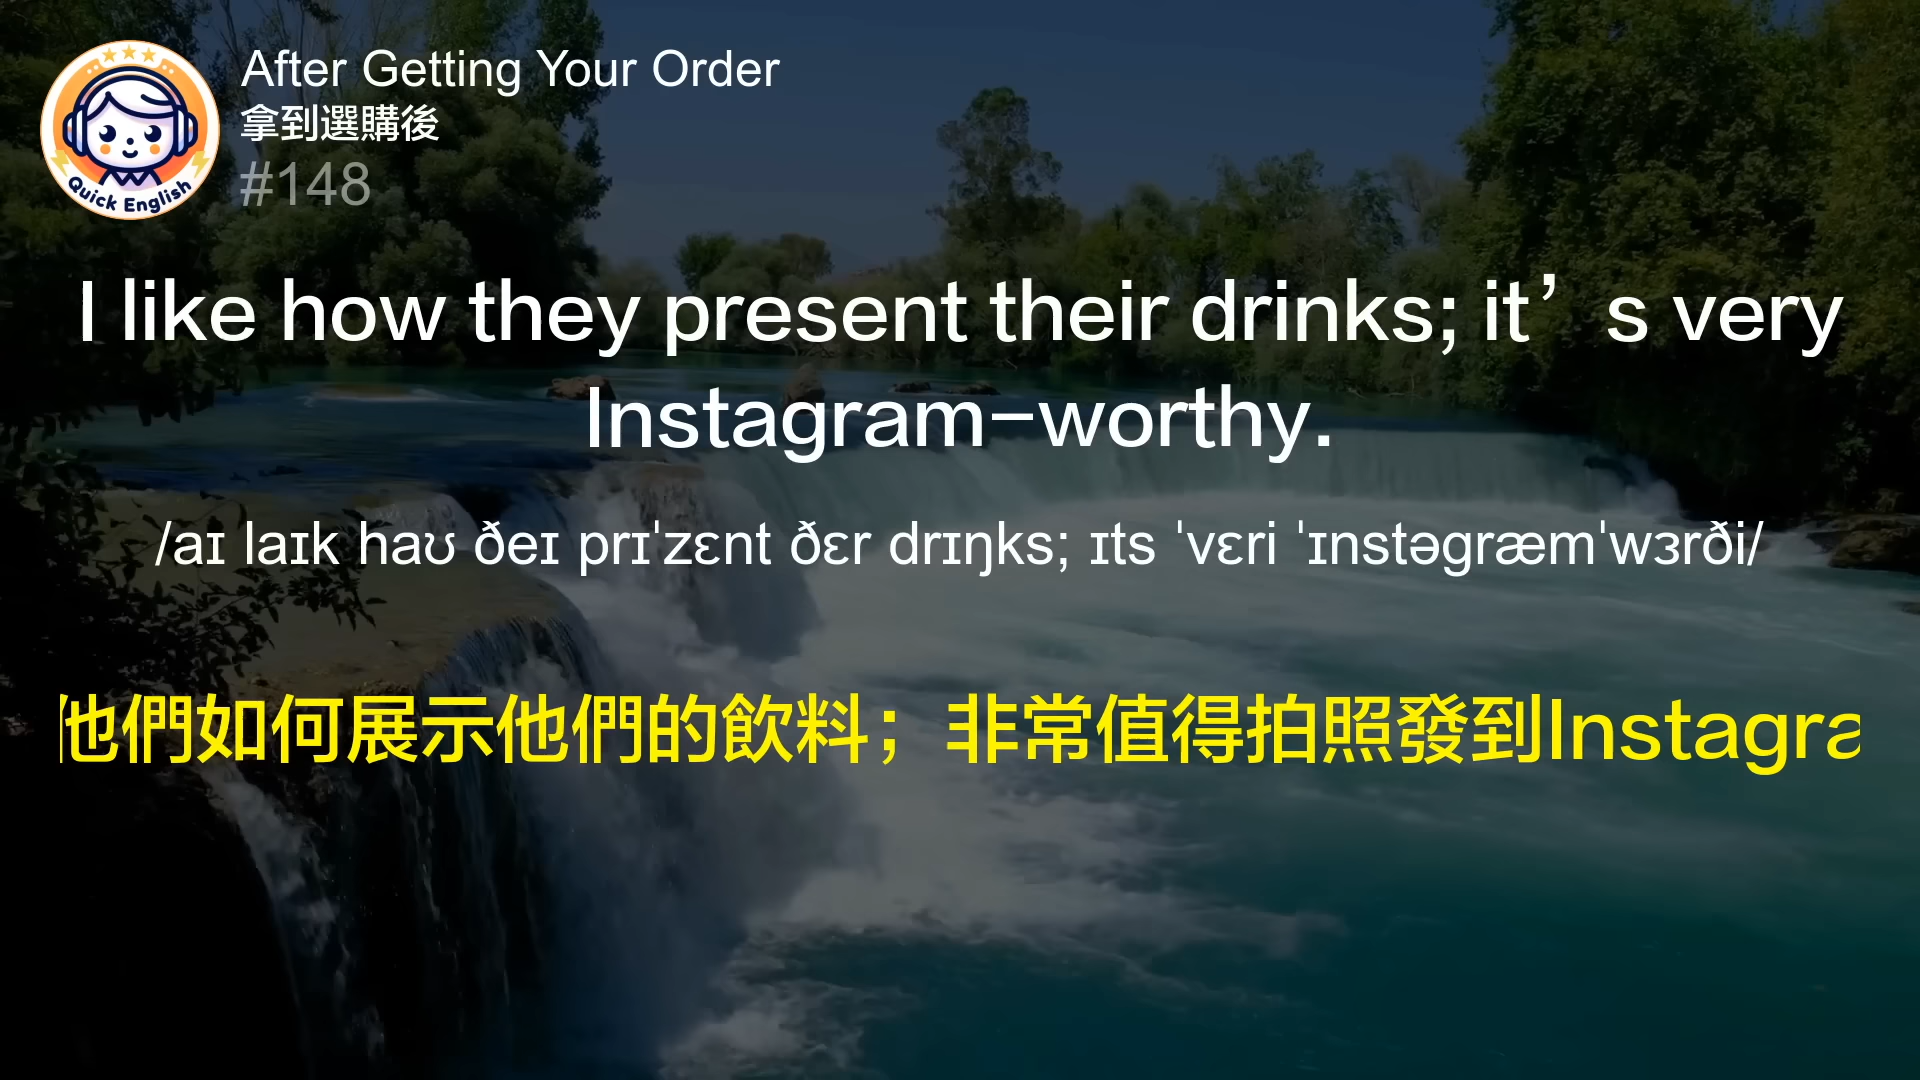 After Getting Your Order
拿到選購後
#148
Quick English
I like how they present their drinks; it’s very
Instagram-worthy.
/aɪ laɪk haʊ ðeɪ prɪˈzɛnt ðɛr drɪŋks; ɪts ˈvɛri ˈɪnstəɡræmˈwɜrði/
他們如何展示他們的飲料；非常值得拍照發到Instagra